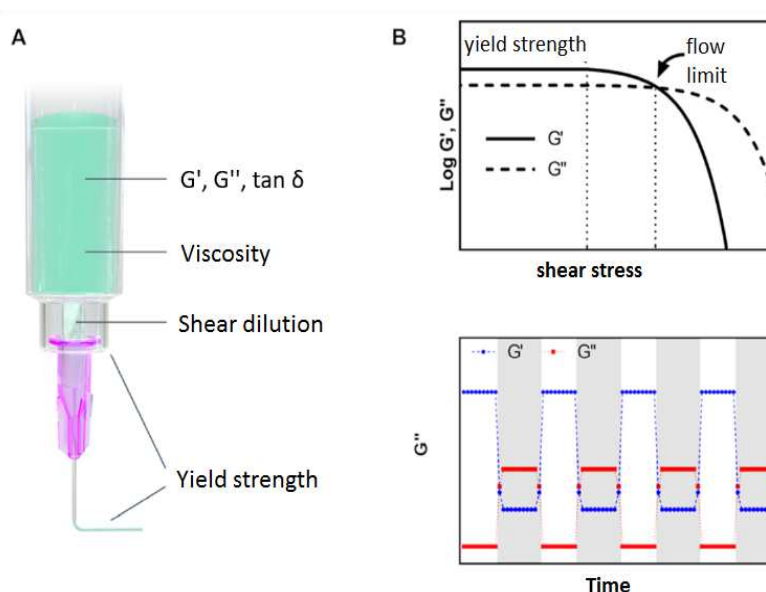 A
G', G'', tan δ
Viscosity
Shear dilution
Yield strength
B
yield strength
flow
limit
Log G', G''
G'
G''
shear stress
G'
G''
G''
Time